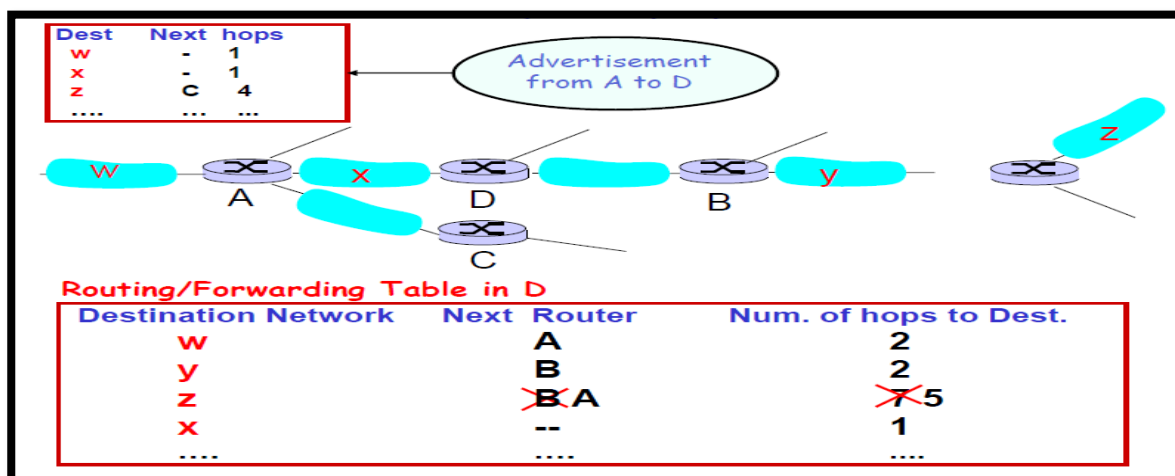 Dest Next hops
w - 1
x - 1
z C 4
.... ... ...
Advertisement
from A to D
z
w x y
A D B
C
Routing/Forwarding Table in D
Destination Network Next Router Num. of hops to Dest.
w A 2
y B 2
z B A 7 5
x -- 1
.... .... ....